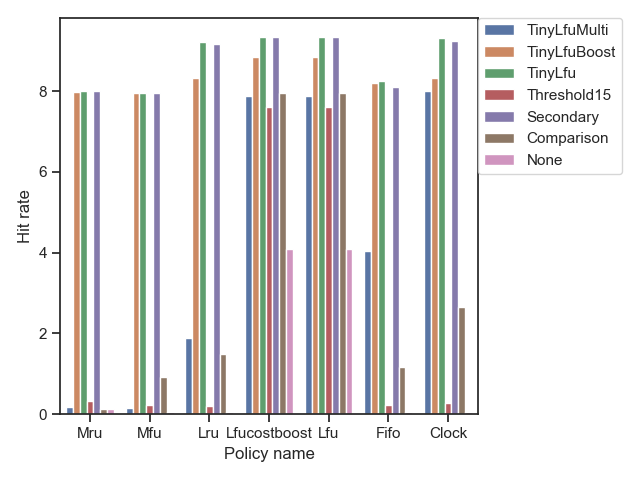 TinyLfuMulti
TinyLfuBoost
TinyLfu
Threshold15
Secondary
Comparison
None
Hit rate
8
6
4
2
0
Mru Mfu Lru Lfucostboost Lfu Fifo Clock
Policy name